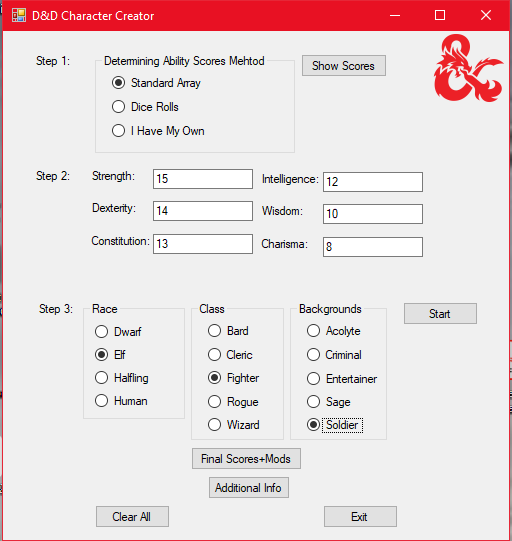 D&D Character Creator
Step 1:
Determining Ability Scores Mehtod
Show Scores
Standard Array
Dice Rolls
I Have My Own
Step 2:
Strength: 15
Intelligence: 12
Dexterity: 14
Wisdom: 10
Constitution: 13
Charisma: 8
Step 3:
Race
Dwarf
Elf
Halfling
Human
Class
Bard
Cleric
Fighter
Rogue
Wizard
Backgrounds
Acolyte
Criminal
Entertainer
Sage
Soldier
Start
Final Scores+Mods
Additional Info
Clear All
Exit